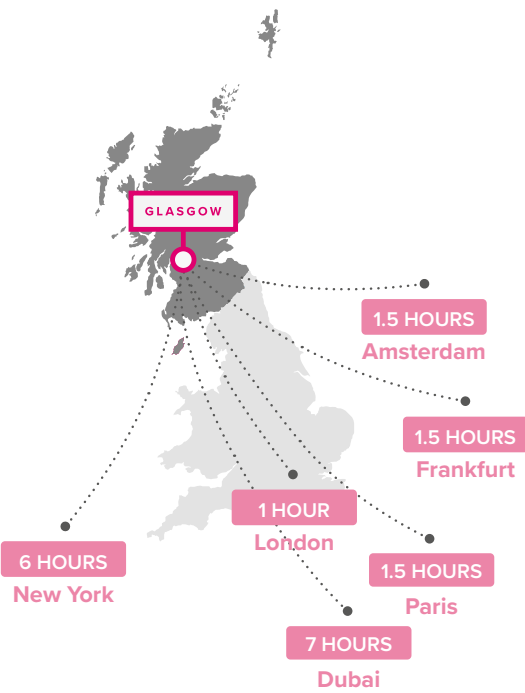 GLASGOW
1.5 HOURS
Amsterdam
1.5 HOURS
Frankfurt
1 HOUR
London
6 HOURS
New York
1.5 HOURS
Paris
7 HOURS
Dubai